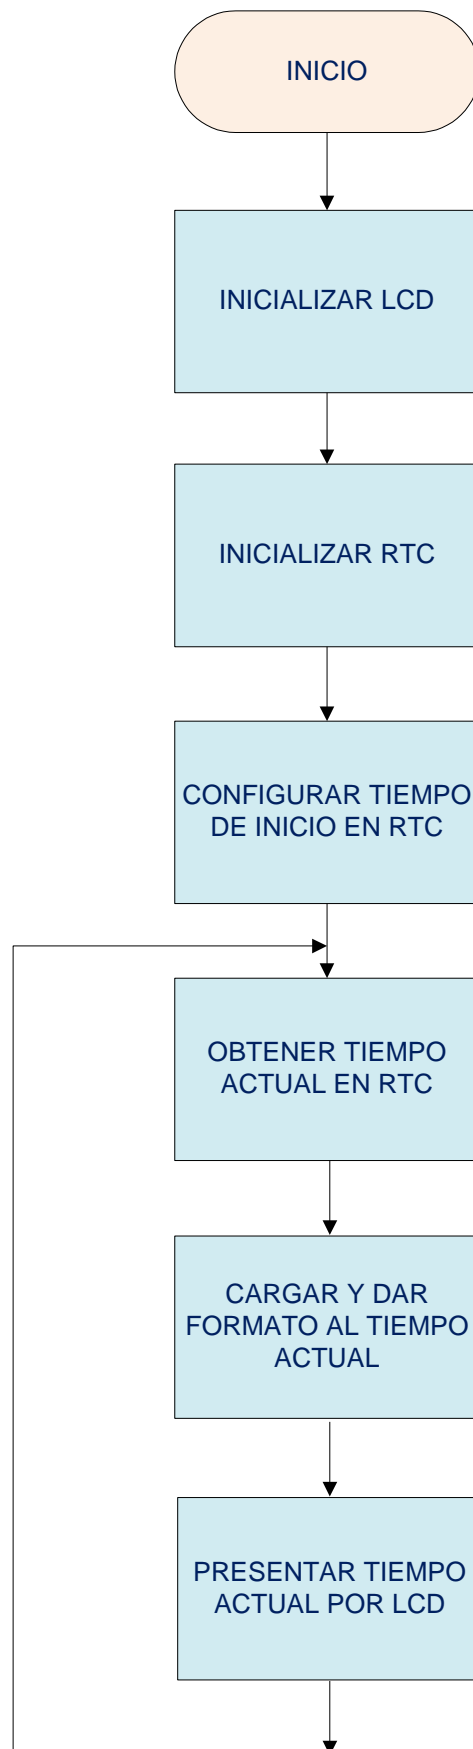 INICIO
INICIALIZAR LCD
INICIALIZAR RTC
CONFIGURAR TIEMPO
DE INICIO EN RTC
OBTENER TIEMPO
ACTUAL EN RTC
CARGAR Y DAR
FORMATO AL TIEMPO
ACTUAL
PRESENTAR TIEMPO
ACTUAL POR LCD